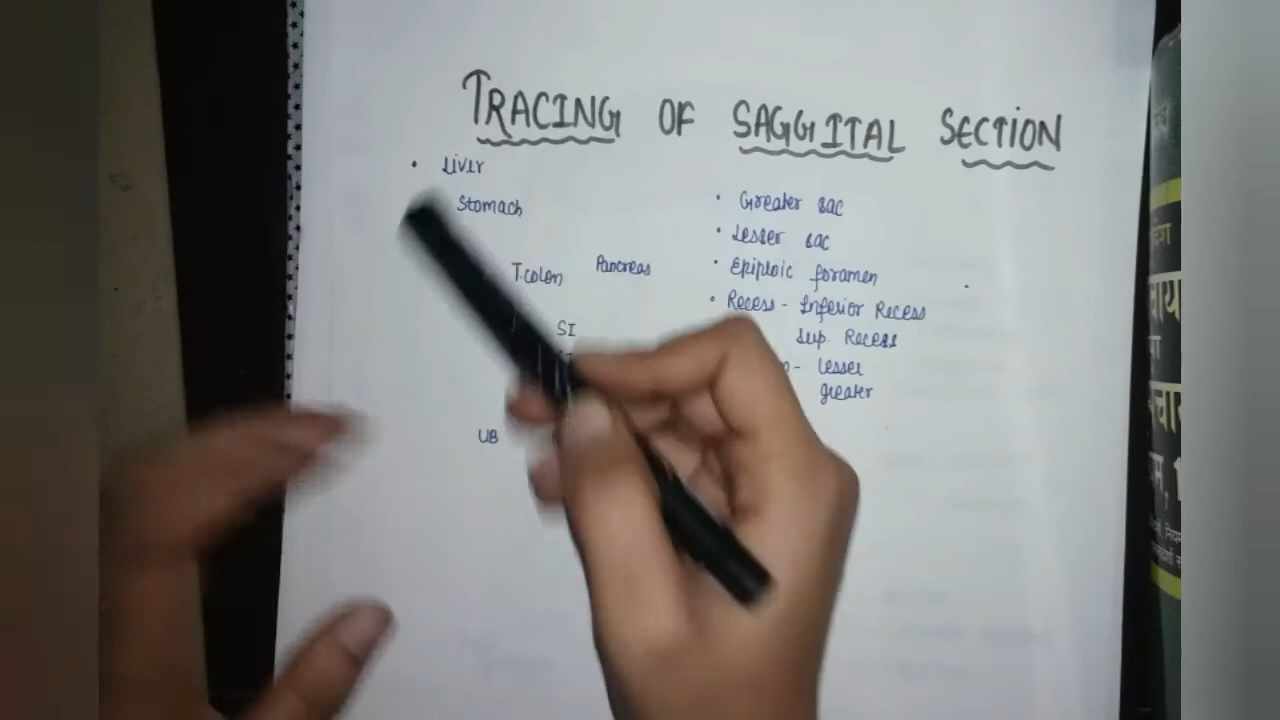 TRACING OF SAGGITAL SECTION
• Liver
Stomach
T.colon
Pancreas
SI
UB
• Greater sac
• Lesser sac
• Epiploic foramen
• Recess - Inferior Recess
Sup. Recess
- Lesser
greater